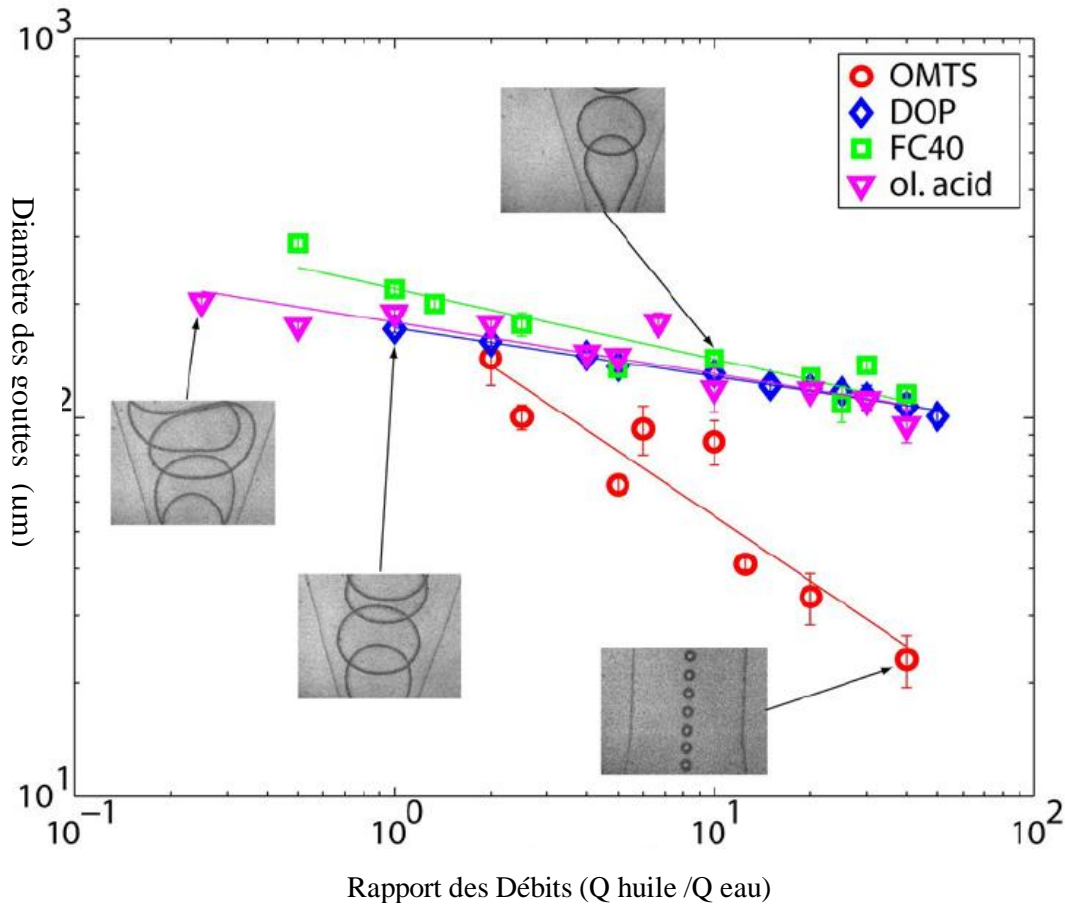 10³
OMTS
DOP
FC40
ol. acid
Diamètre des gouttes (µm)
2
10¹
10⁻¹
10⁰
10¹
10²
Rapport des Débits (Q huile /Q eau)